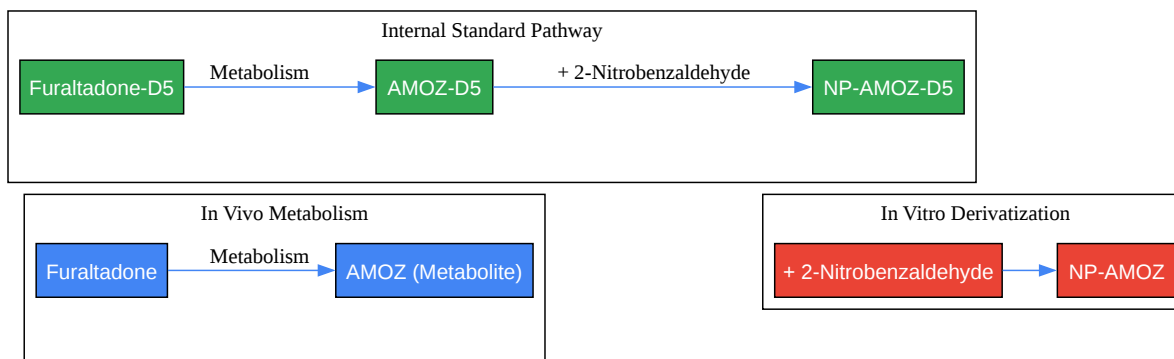 Internal Standard Pathway
Furaltadone-D5
Metabolism
AMOZ-D5
+ 2-Nitrobenzaldehyde
NP-AMOZ-D5
In Vivo Metabolism
Furaltadone
Metabolism
AMOZ (Metabolite)
In Vitro Derivatization
+ 2-Nitrobenzaldehyde
NP-AMOZ